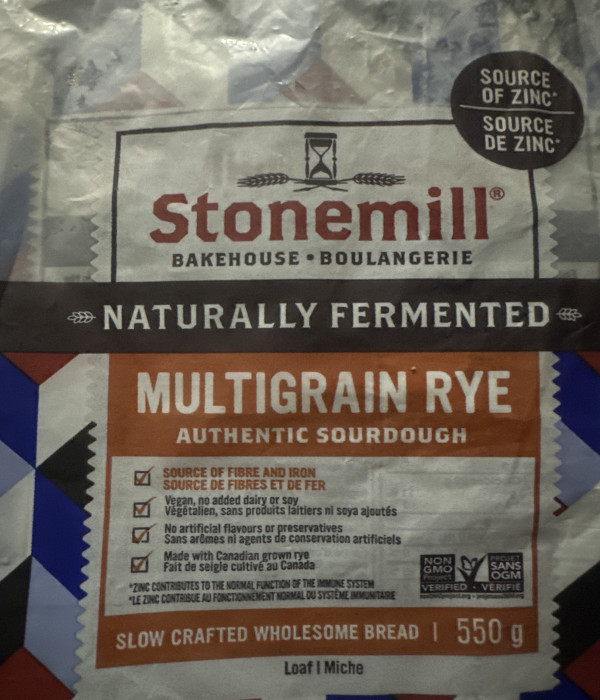 SOURCE
OF ZINC*
SOURCE
DE ZINC*
Stonemill®
BAKEHOUSE • BOULANGERIE
NATURALLY FERMENTED
MULTIGRAIN RYE
AUTHENTIC SOURDOUGH
SOURCE OF FIBRE AND IRON
SOURCE DE FIBRES ET DE FER
Vegan, no added dairy or soy
Végétalien, sans produits laitiers ni soya ajoutés
No artificial flavours or preservatives
Sans arômes ni agents de conservation artificiels
Made with Canadian grown rye
Fait de seigle cultivé au Canada
NON
GMO
Project
PROJET
SANS
OGM
VERIFIED • VÉRIFIÉ
*ZINC CONTRIBUTES TO THE NORMAL FUNCTION OF THE IMMUNE SYSTEM
*LE ZINC CONTRIBUE AU FONCTIONNEMENT NORMAL DU SYSTÈME IMMUNITAIRE
SLOW CRAFTED WHOLESOME BREAD | 550 g
Loaf | Miche